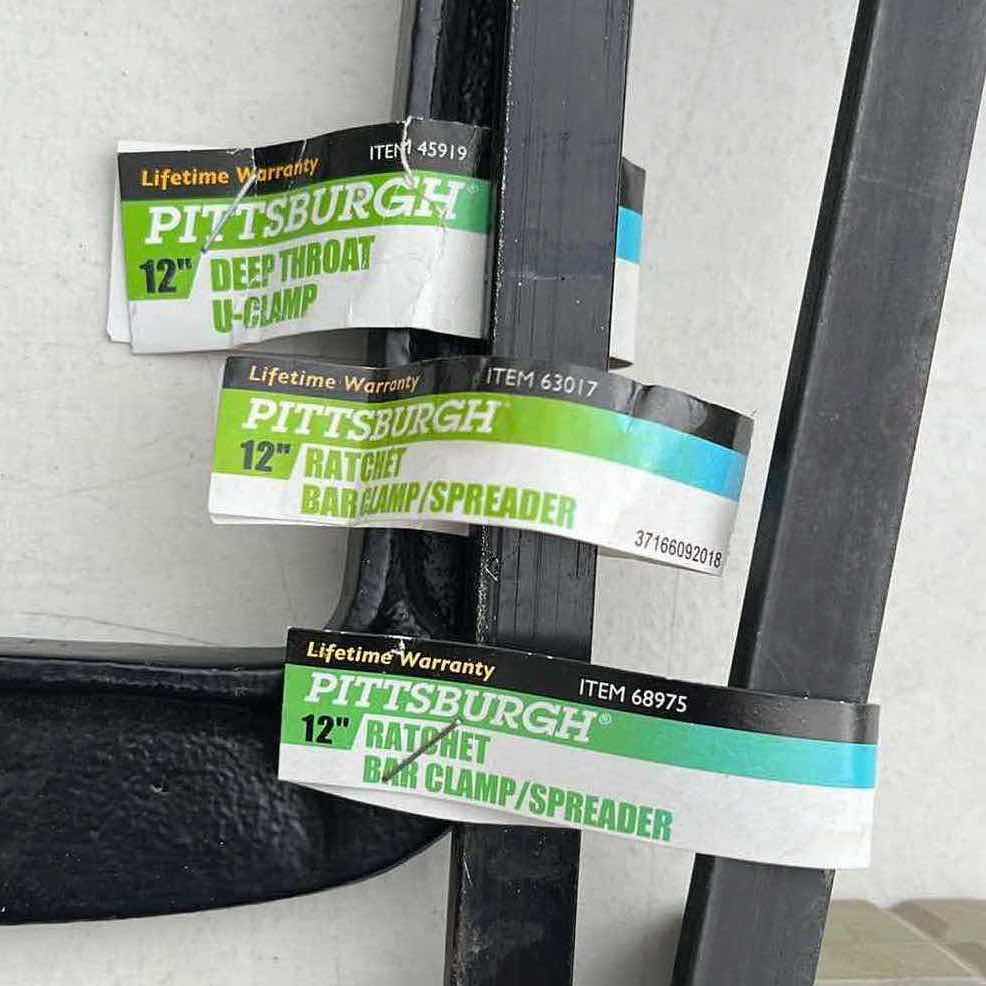 Lifetime Warranty ITEM 45919
PITTSBURGH®
12" DEEP THROAT
U-CLAMP
Lifetime Warranty ITEM 63017
PITTSBURGH
12" RATCHET
BAR CLAMP/SPREADER
37166092018
Lifetime Warranty ITEM 68975
PITTSBURGH®
12" RATCHET
BAR CLAMP/SPREADER